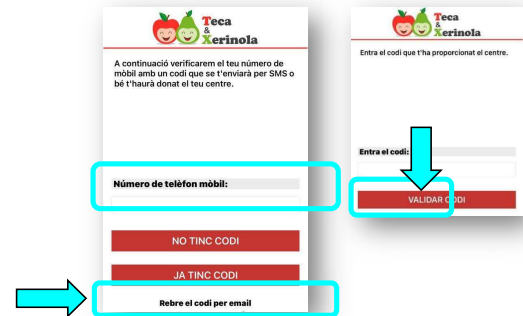 Teca
&
Xerinola
A continuació verificarem el teu número de
mòbil amb un codi que se t'enviarà per SMS o
bé t'haurà donat el teu centre.
Número de telèfon mòbil:
NO TINC CODI
JA TINC CODI
Rebre el codi per email
Teca
&
Xerinola
Entra el codi que t'ha proporcionat el centre.
Entra el codi:
VALIDAR CODI